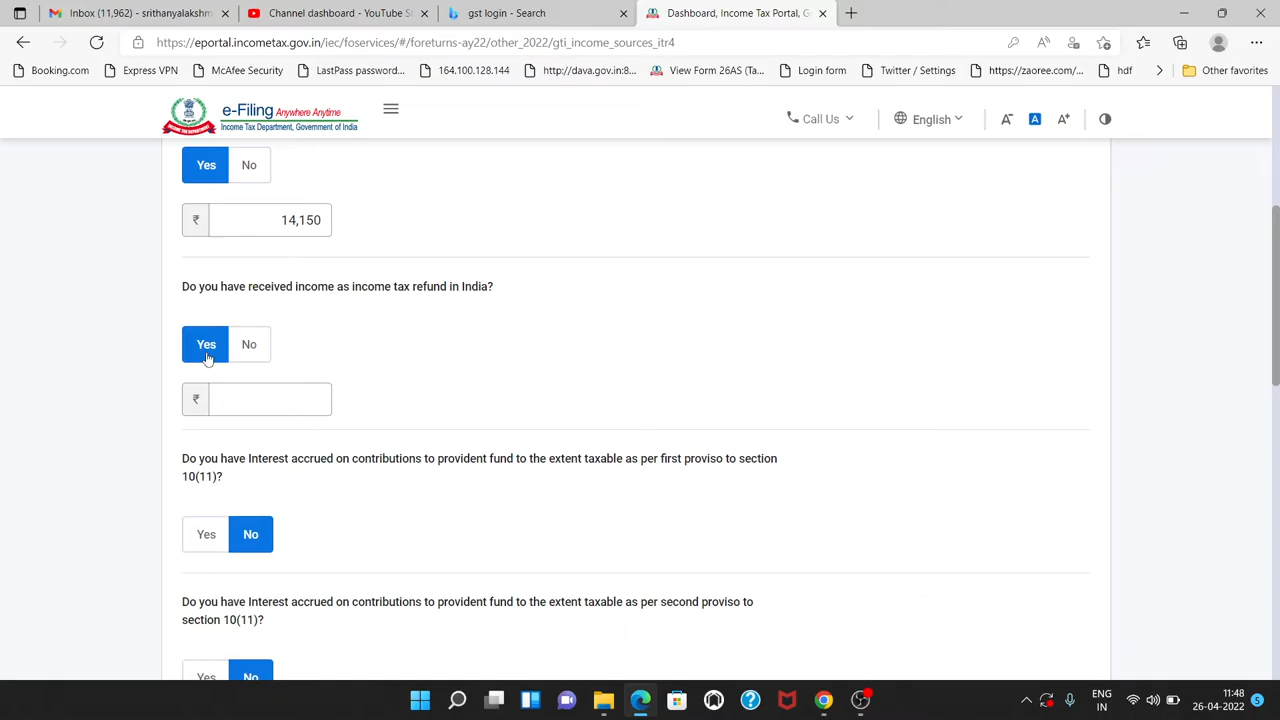 Inbox (11,962) - srithanyalakshm
Channel dashboard - YouTube S
gst login - Search
Dashboard, Income Tax Portal, G
https://eportal.incometax.gov.in/iec/foservices/#/foreturns-ay22/other_2022/gti_income_sources_itr4
Booking.com
Express VPN
McAfee Security
LastPass password...
164.100.128.144
http://dava.gov.in:8...
View Form 26AS (Ta...
Login form
Twitter / Settings
https://zaoree.com/...
hdf
Other favorites
e-Filing Anywhere Anytime
Income Tax Department, Government of India
Call Us
English
A-
A
A+
Yes No
₹ 14,150
Do you have received income as income tax refund in India?
Yes No
₹
Do you have Interest accrued on contributions to provident fund to the extent taxable as per first proviso to section
10(11)?
Yes No
Do you have Interest accrued on contributions to provident fund to the extent taxable as per second proviso to
section 10(11)?
Yes No
ENG
IN
11:48
26-04-2022
5